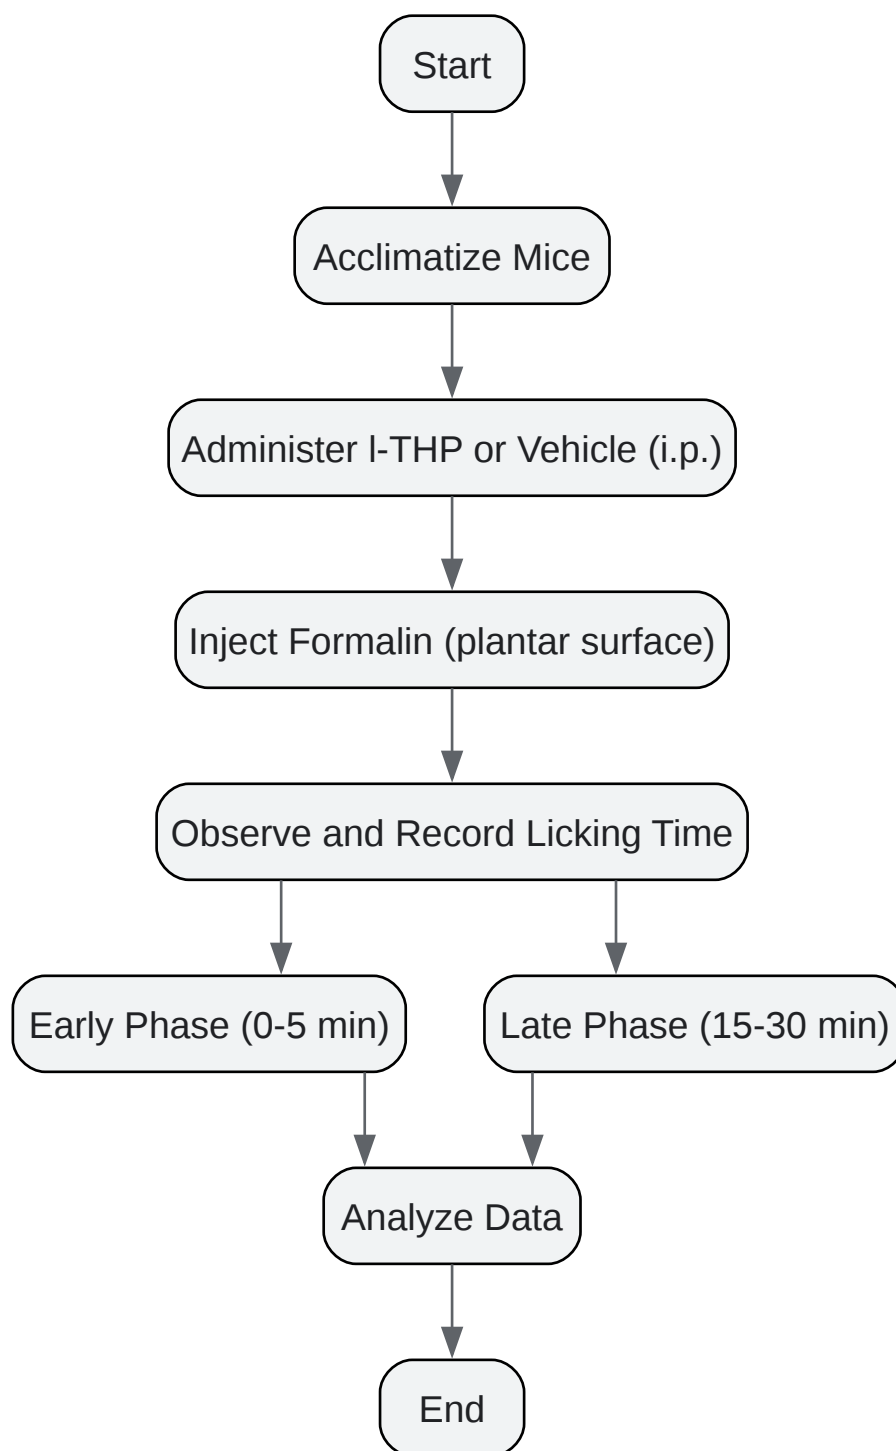 Start
Acclimatize Mice
Administer l-THP or Vehicle (i.p.)
Inject Formalin (plantar surface)
Observe and Record Licking Time
Early Phase (0-5 min)
Late Phase (15-30 min)
Analyze Data
End